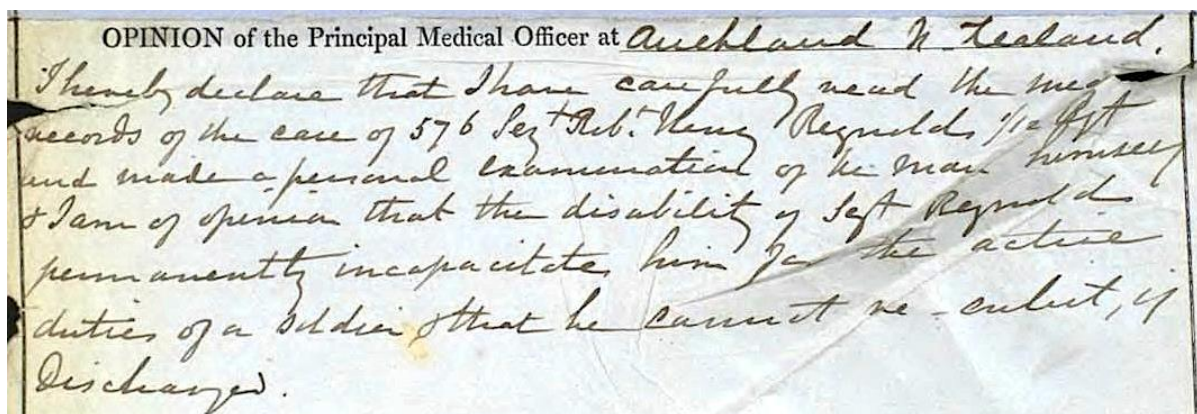 OPINION of the Principal Medical Officer at Auckland N. Zealand.
I hereby declare that I have carefully read the
records of the case of 576 Sergt Robt. Henry Reynolds Regt
and made a personal examination of the man himself
& I am of opinion that the disability of Sergt Reynolds
permanently incapacitates him for the active
duties of a soldier & that he cannot re-enlist, if
Discharged.